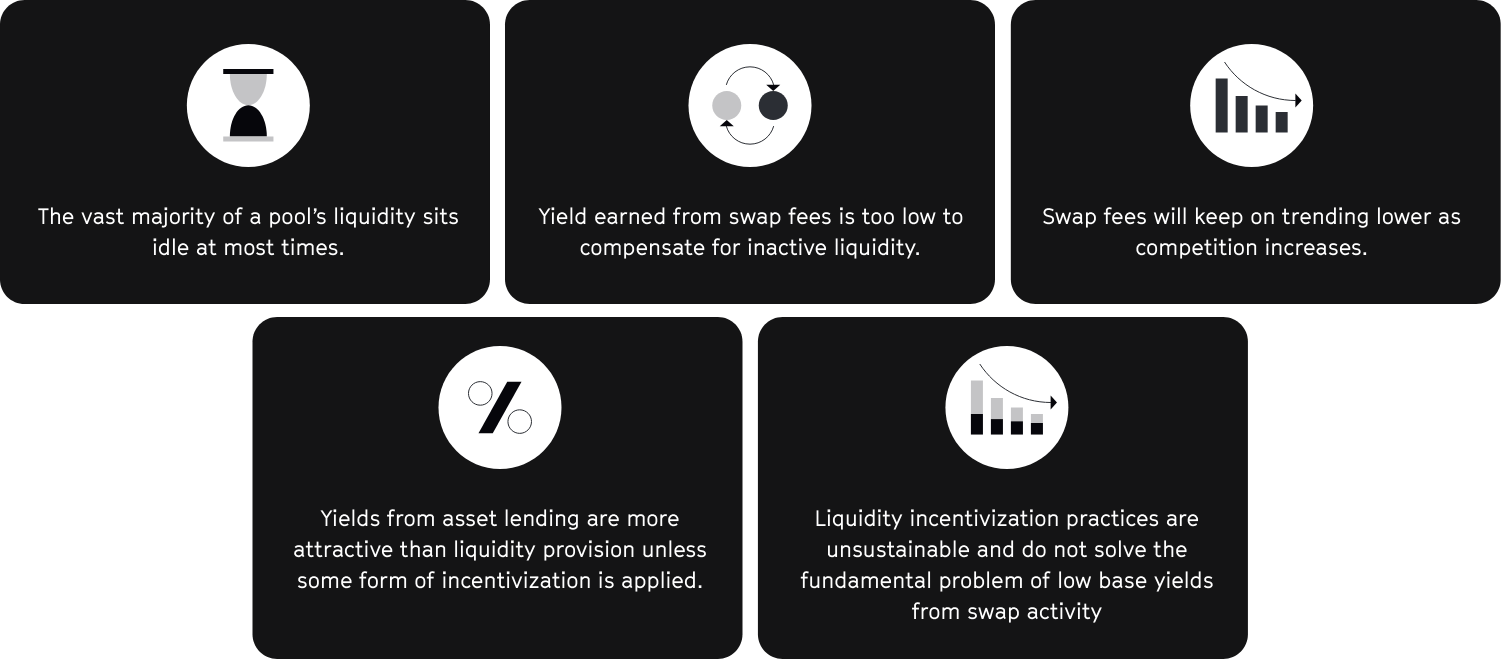 The vast majority of a pool’s liquidity sits
idle at most times.
Yield earned from swap fees is too low to
compensate for inactive liquidity.
Swap fees will keep on trending lower as
competition increases.
Yields from asset lending are more
attractive than liquidity provision unless
some form of incentivization is applied.
Liquidity incentivization practices are
unsustainable and do not solve the
fundamental problem of low base yields
from swap activity